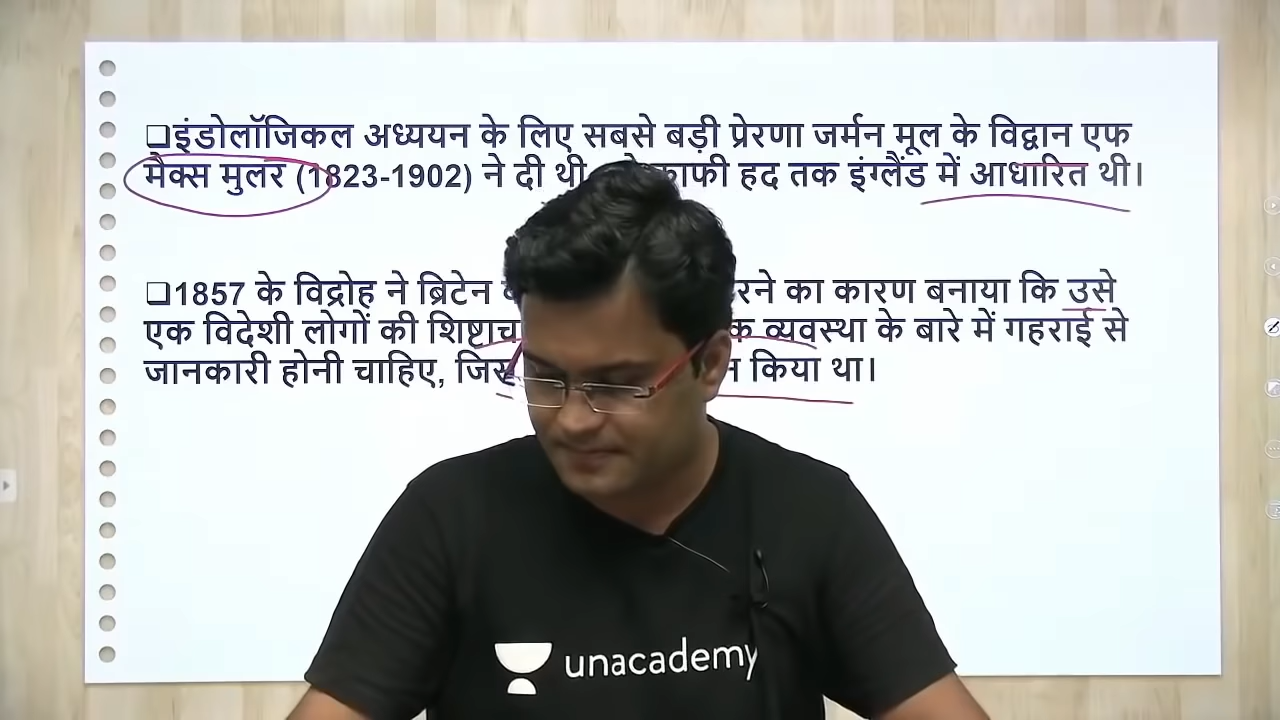 ❑इंडोलॉजिकल अध्ययन के लिए सबसे बड़ी प्रेरणा जर्मन मूल के विद्वान एफ
मैक्स मुलर (1823-1902) ने दी थी हद तक इंग्लैंड में आधारित थी।
❑1857 के विद्रोह ने ब्रिटेन का कारण बनाया कि उसे
एक विदेशी लोगों की व्यवस्था के बारे में गहराई से
जानकारी होनी चाहिए, किया था।
unacademy